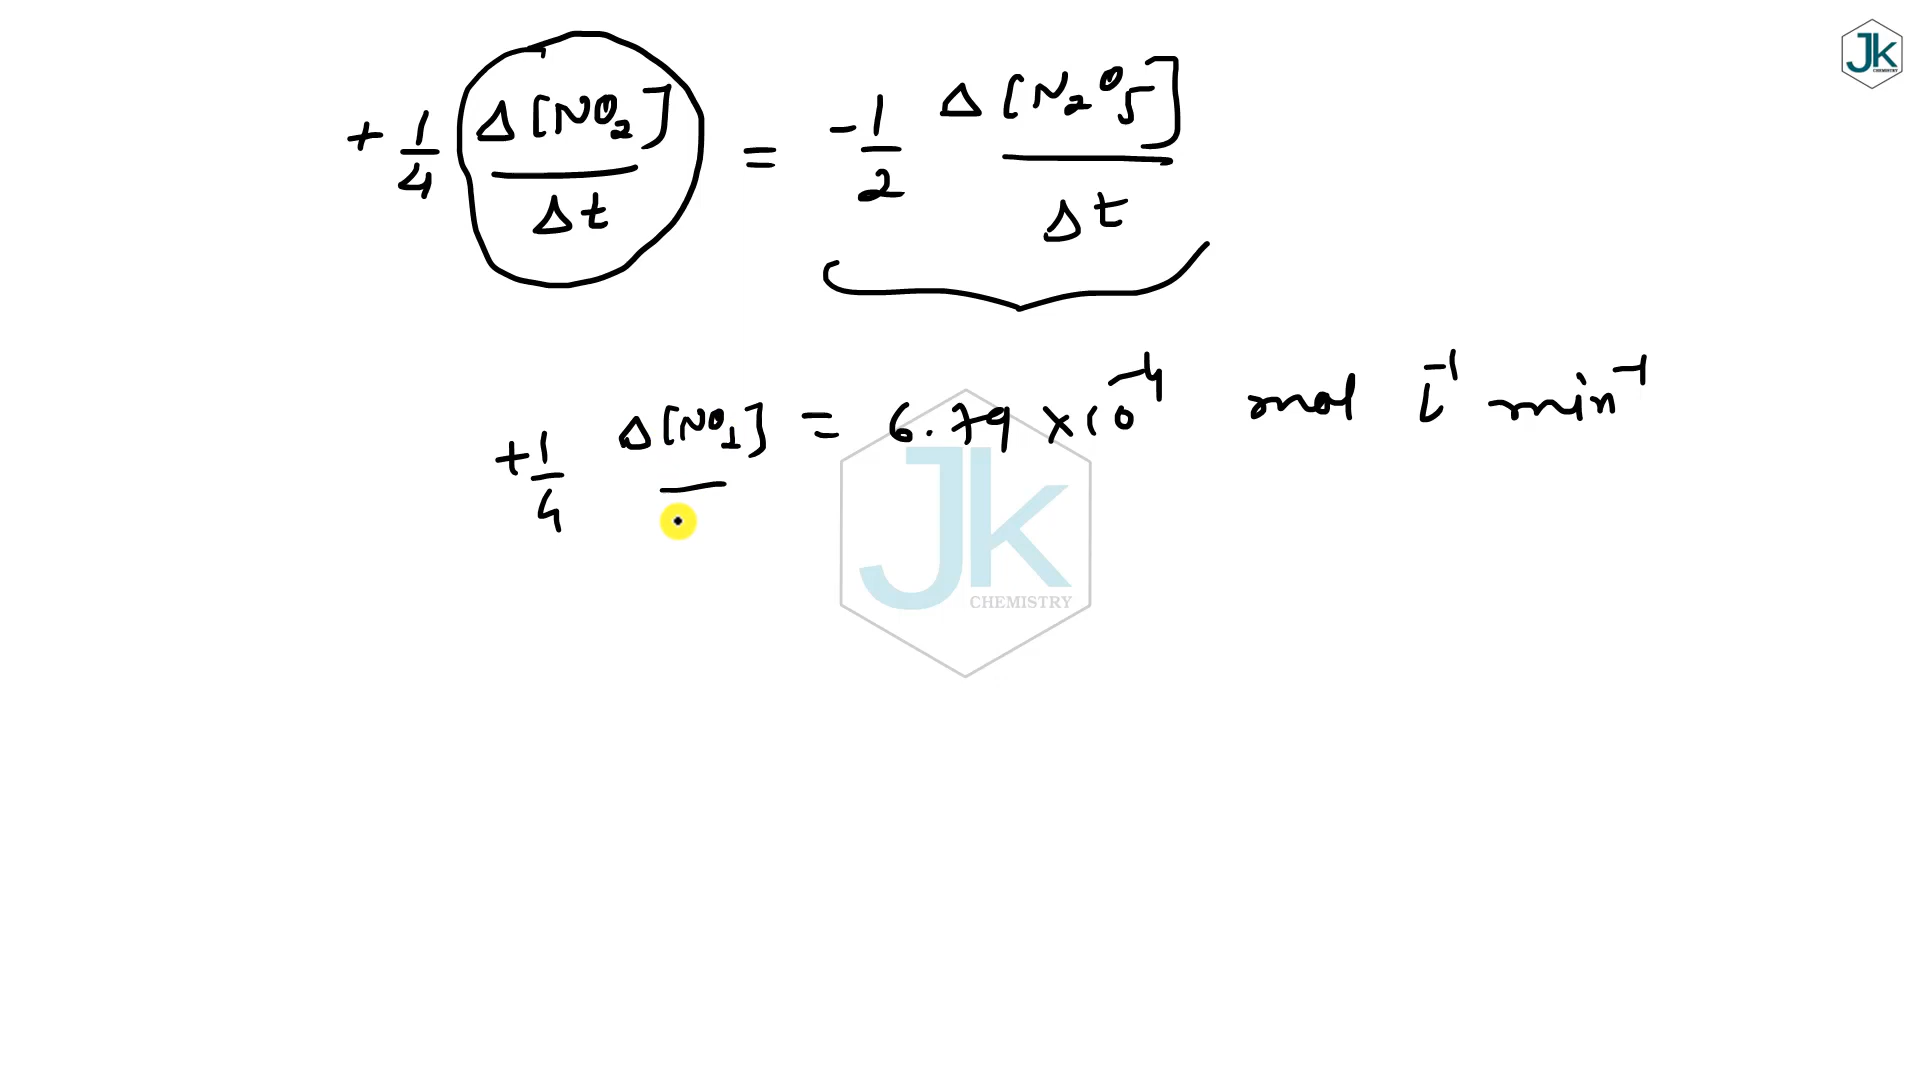 JK
CHEMISTRY
+ 1/4 Δ[NO₂]/Δt = -1/2 Δ[N₂O₅]/Δt
+1/4 Δ[NO₂] = 6.79 ×10⁻⁴ mol L⁻¹ min⁻¹
JK
CHEMISTRY